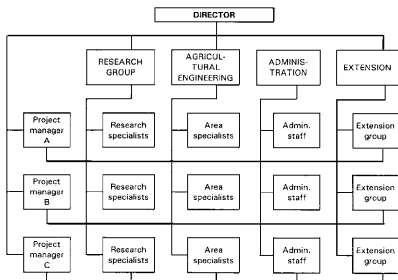 DIRECTOR
RESEARCH
GROUP
AGRICUL-
TURAL
ENGINEERING
ADMINIS-
TRATION
EXTENSION
Project
manager
A
Research
specialists
Area
specialists
Admin.
staff
Extension
group
Project
manager
B
Research
specialists
Area
specialists
Admin.
staff
Extension
group
Project
manager
C
Research
specialists
Area
specialists
Admin.
staff
Extension
group